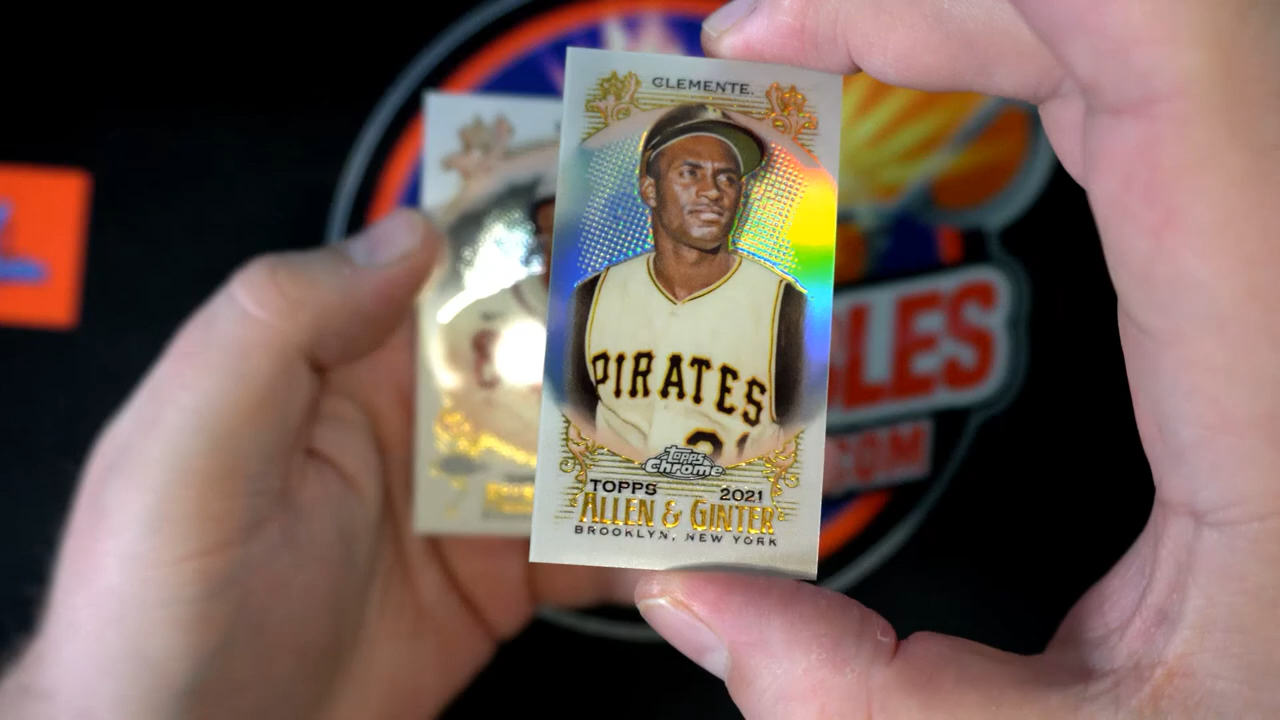 CLEMENTE.
PIRATES
Topps
Chrome
TOPPS 2021
ALLEN & GINTER
BROOKLYN, NEW YORK
LES
.COM